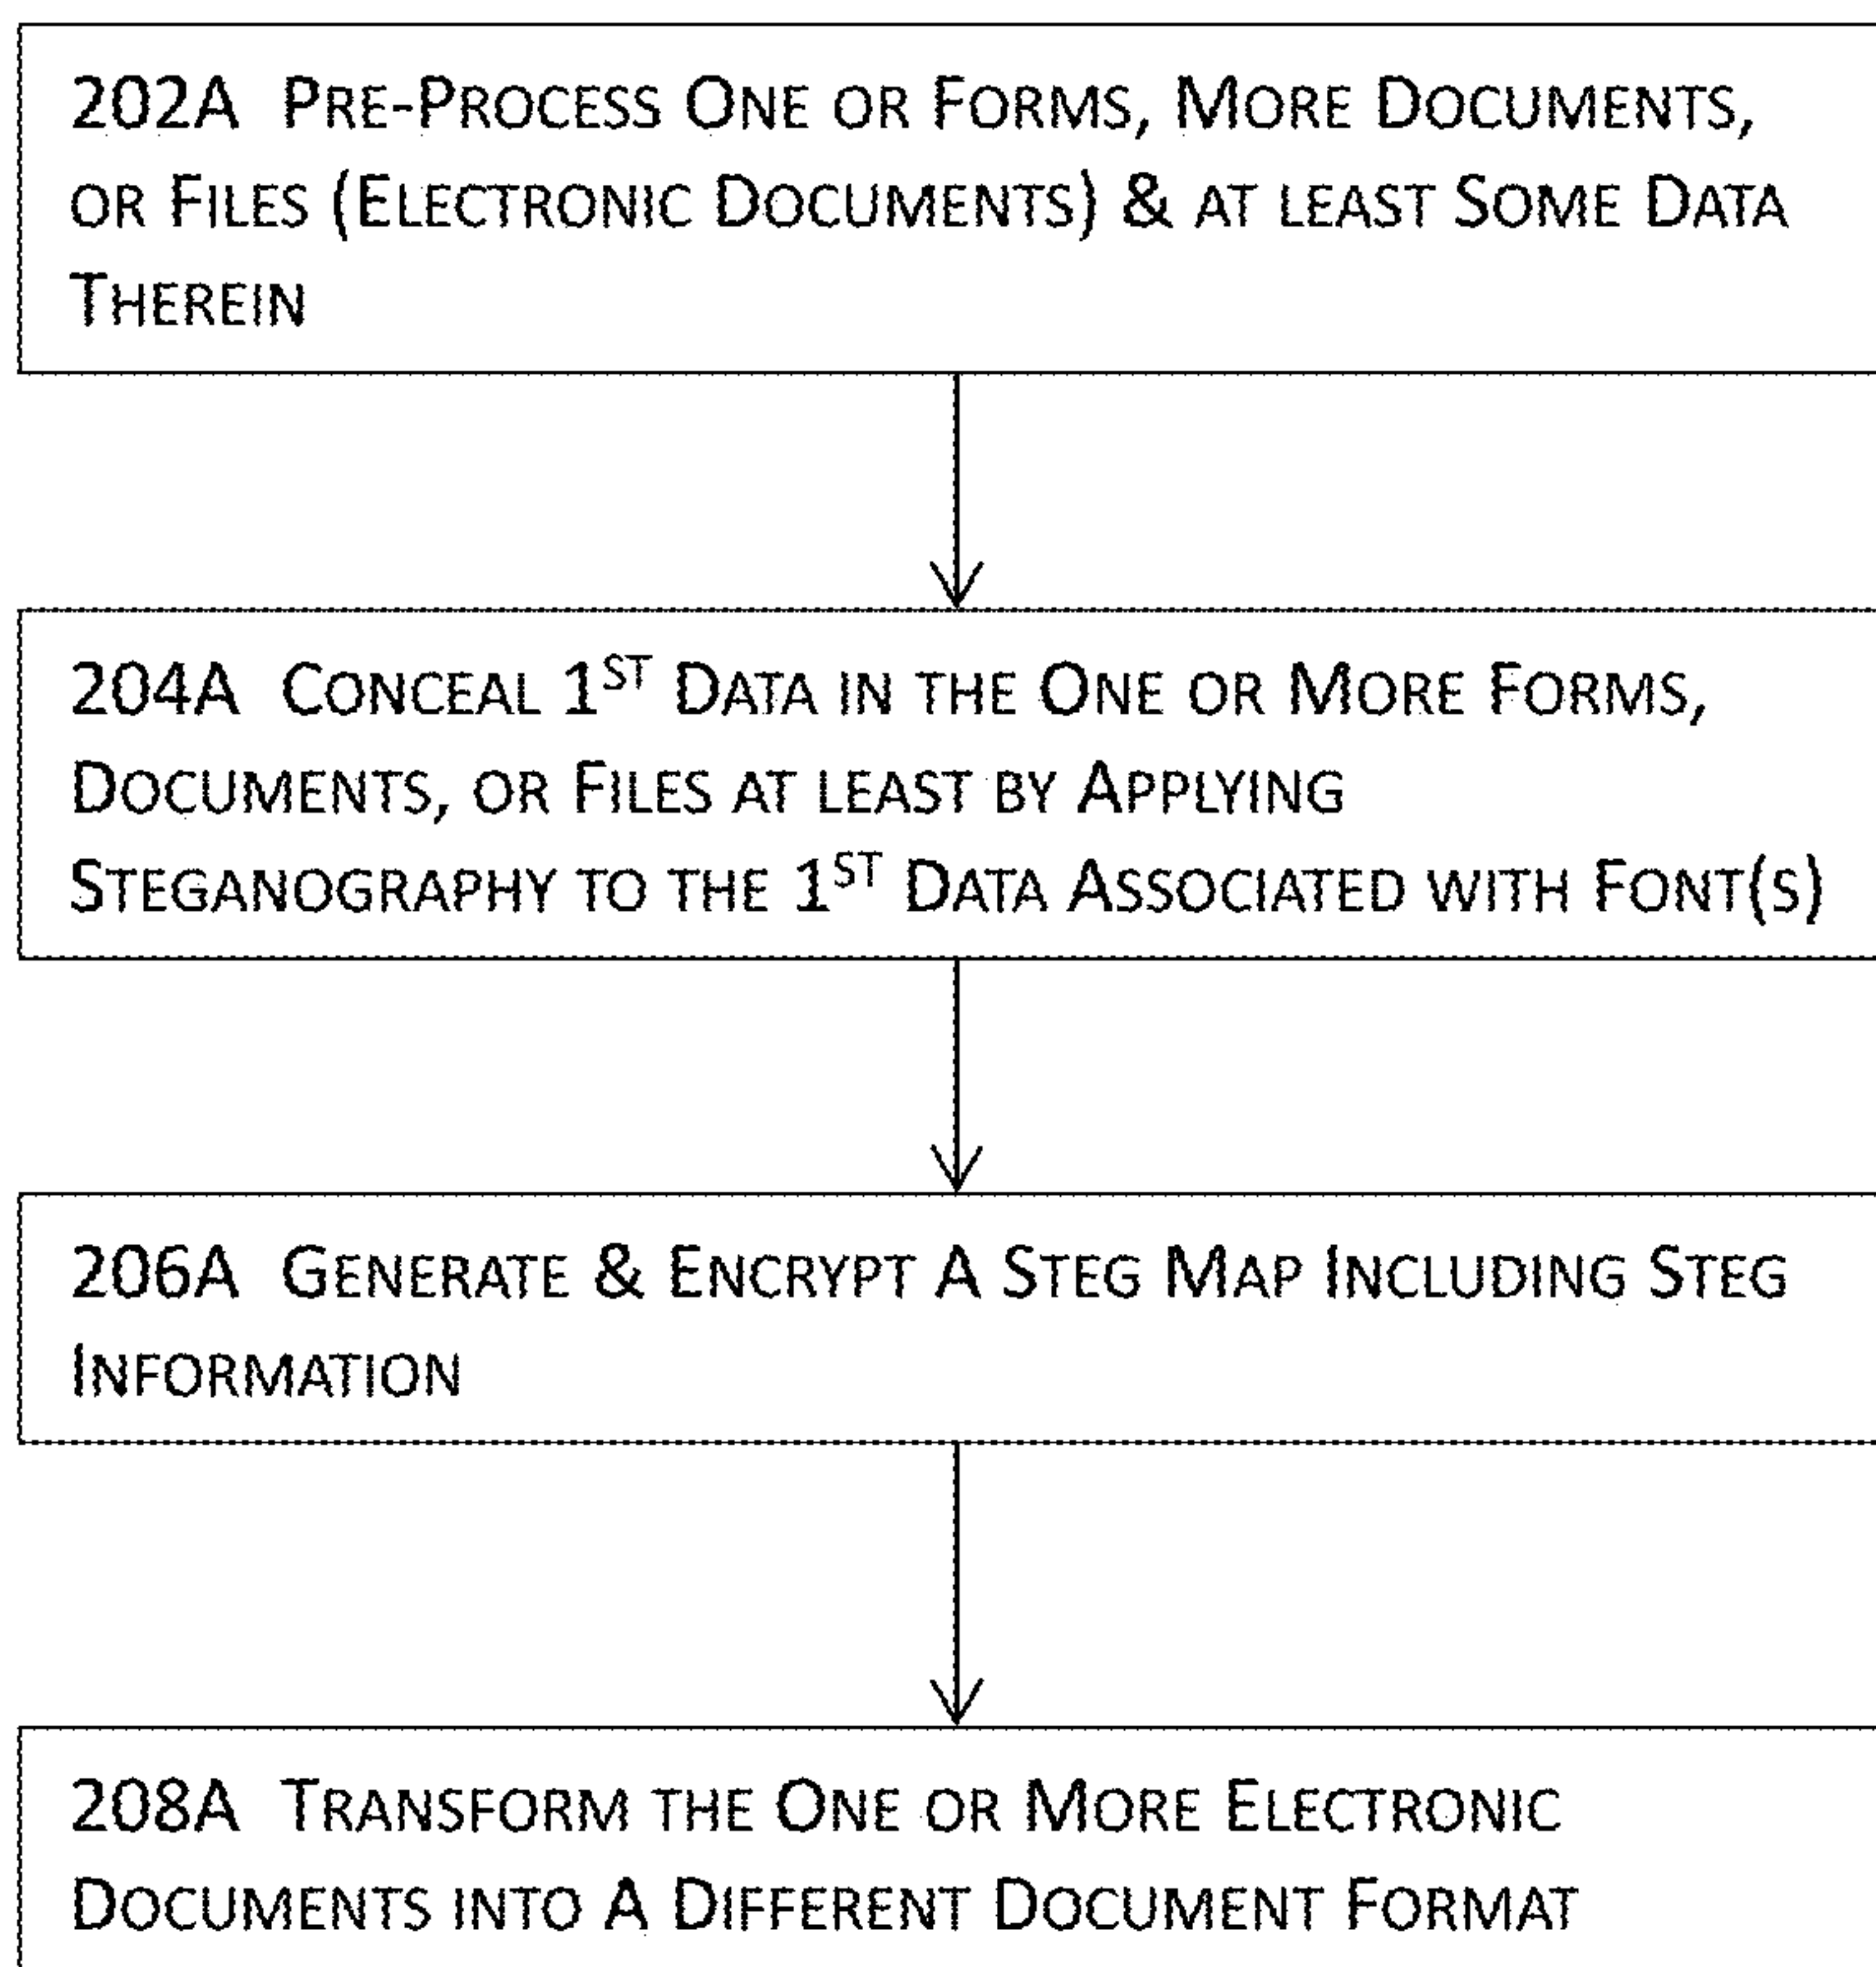 202A PRE-PROCESS ONE OR FORMS, MORE DOCUMENTS,
OR FILES (ELECTRONIC DOCUMENTS) & AT LEAST SOME DATA
THEREIN
204A CONCEAL 1ST DATA IN THE ONE OR MORE FORMS,
DOCUMENTS, OR FILES AT LEAST BY APPLYING
STEGANOGRAPHY TO THE 1ST DATA ASSOCIATED WITH FONT(S)
206A GENERATE & ENCRYPT A STEG MAP INCLUDING STEG
INFORMATION
208A TRANSFORM THE ONE OR MORE ELECTRONIC
DOCUMENTS INTO A DIFFERENT DOCUMENT FORMAT